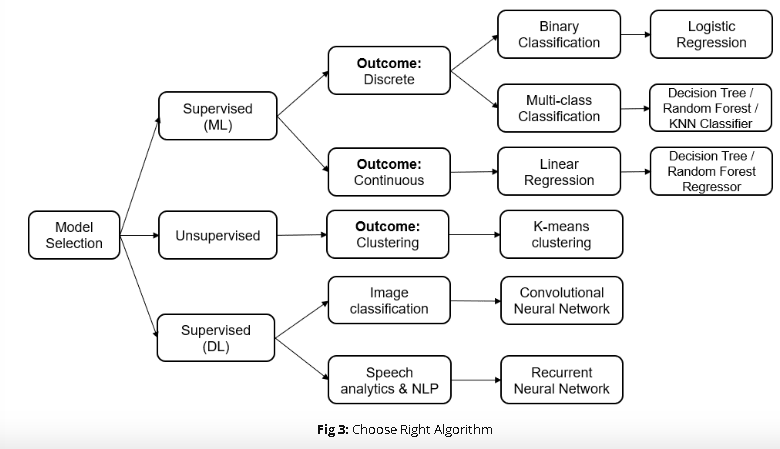 Model
Selection
Supervised
(ML)
Outcome:
Discrete
Binary
Classification
Logistic
Regression
Multi-class
Classification
Decision Tree /
Random Forest /
KNN Classifier
Outcome:
Continuous
Linear
Regression
Decision Tree /
Random Forest
Regressor
Unsupervised
Outcome:
Clustering
K-means
clustering
Supervised
(DL)
Image
classification
Convolutional
Neural Network
Speech
analytics & NLP
Recurrent
Neural Network
Fig 3: Choose Right Algorithm